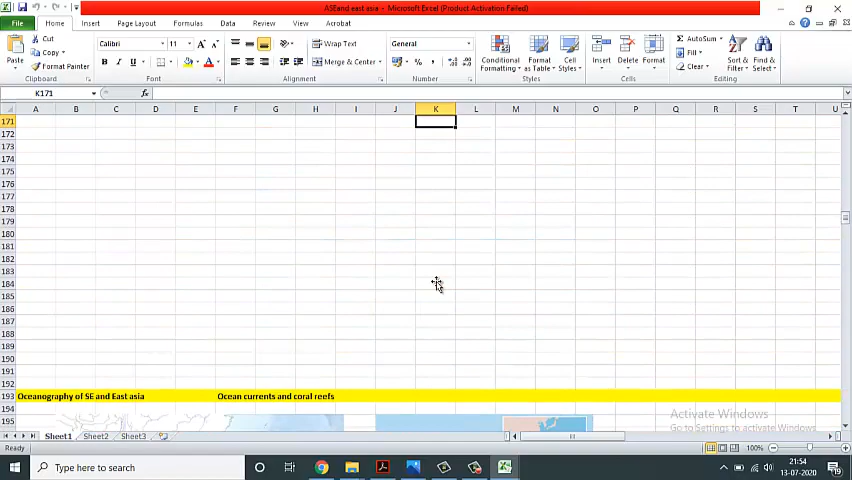 ASEand east asia - Microsoft Excel (Product Activation Failed)
File Home Insert Page Layout Formulas Data Review View Acrobat
Paste
Cut
Copy
Format Painter
Clipboard
Calibri 11
B I U
Font
Wrap Text
Merge & Center
Alignment
General
% ,
Number
Conditional Formatting
Format as Table
Cell Styles
Styles
Insert Delete Format
Cells
AutoSum
Fill
Clear
Sort & Filter
Find & Select
Editing
K171 fx
A B C D E F G H I J K L M N O P Q R S T U
171
172
173
174
175
176
177
178
179
180
181
182
183
184
185
186
187
188
189
190
191
192
193 Oceanography of SE and East asia Ocean currents and coral reefs
194
195
Activate Windows
Go to Settings to activate Windows.
Sheet1 Sheet2 Sheet3
Ready 100%
Type here to search
21:54
13-07-2020
19